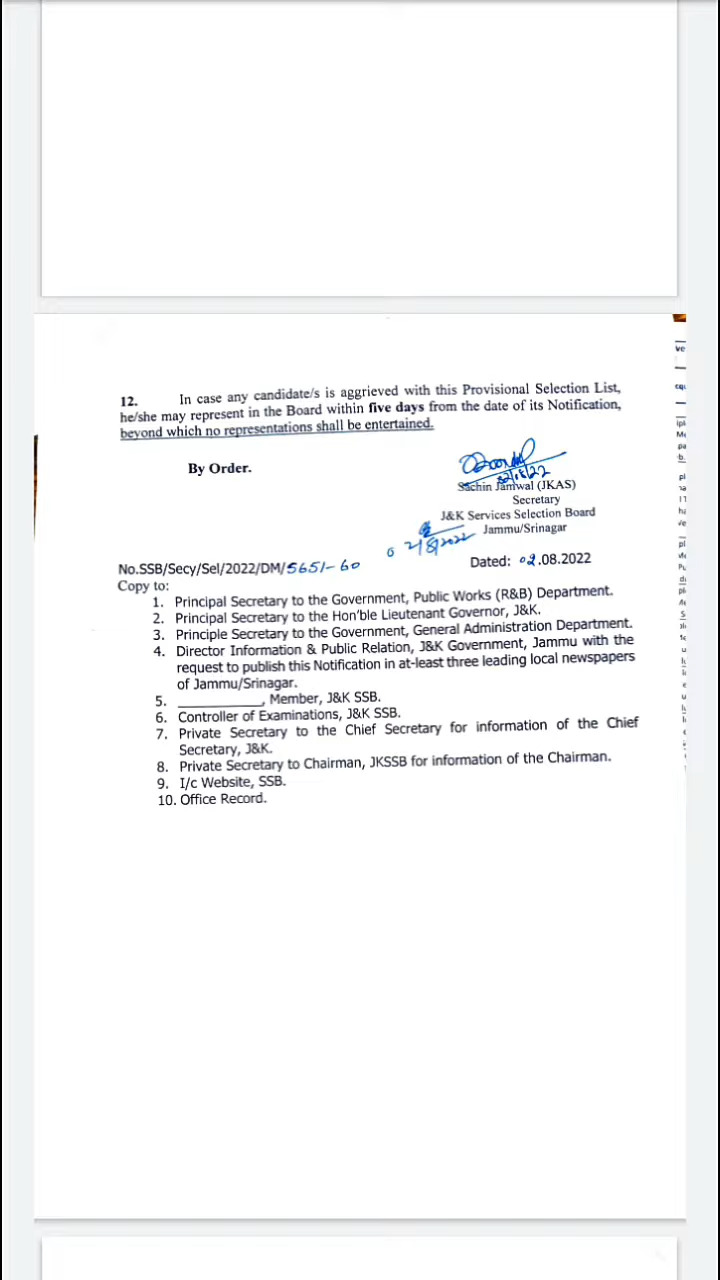 12. In case any candidate/s is aggrieved with this Provisional Selection List,
he/she may represent in the Board within five days from the date of its Notification,
beyond which no representations shall be entertained.
By Order.
02/08/22
Sachin Jamwal (JKAS)
Secretary
J&K Services Selection Board
Jammu/Srinagar
02/8/2022
No.SSB/Secy/Sel/2022/DM/5651-60 Dated: 02.08.2022
Copy to:
1. Principal Secretary to the Government, Public Works (R&B) Department.
2. Principal Secretary to the Hon'ble Lieutenant Governor, J&K.
3. Principle Secretary to the Government, General Administration Department.
4. Director Information & Public Relation, J&K Government, Jammu with the
request to publish this Notification in at-least three leading local newspapers
of Jammu/Srinagar.
5. ____________, Member, J&K SSB.
6. Controller of Examinations, J&K SSB.
7. Private Secretary to the Chief Secretary for information of the Chief
Secretary, J&K.
8. Private Secretary to Chairman, JKSSB for information of the Chairman.
9. I/c Website, SSB.
10. Office Record.